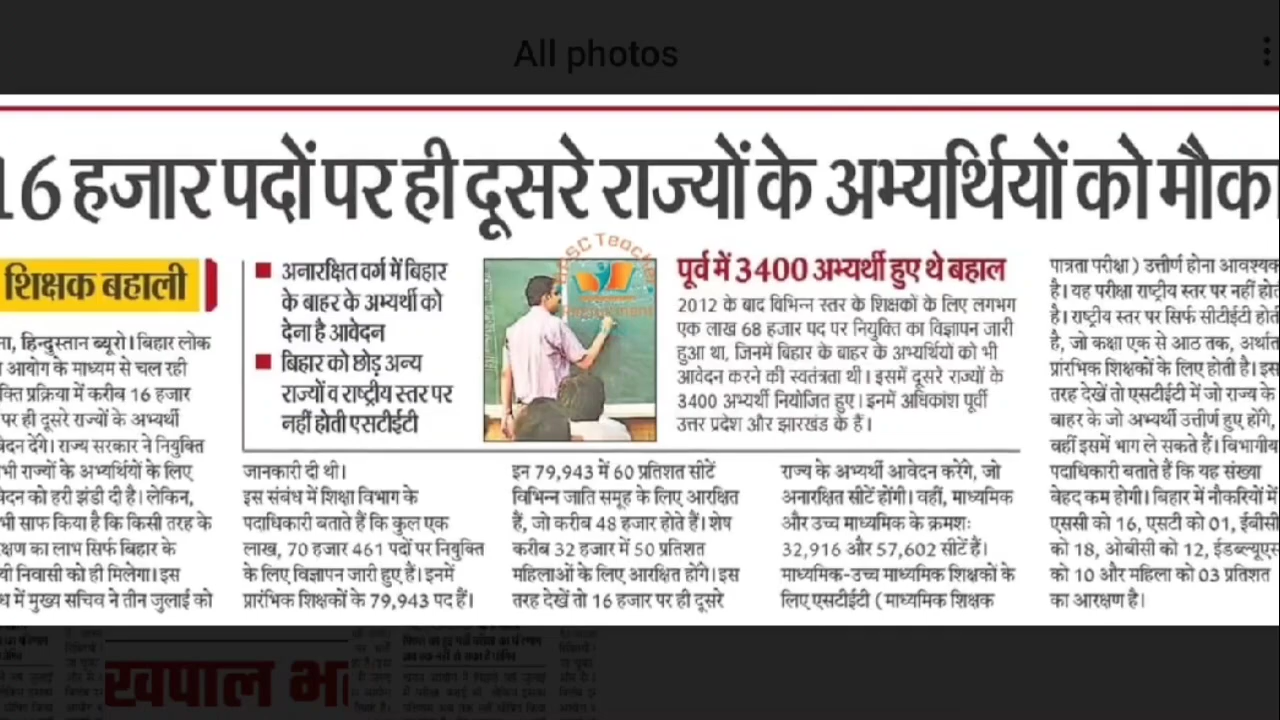 All photos
16 हजार पदों पर ही दूसरे राज्यों के अभ्यर्थियों को मौक
शिक्षक बहाली
ना, हिन्दुस्तान ब्यूरो। बिहार लोक
आयोग के माध्यम से चल रही
क्ति प्रक्रिया में करीब 16 हजार
पर ही दूसरे राज्यों के अभ्यर्थी
वेदन देंगे। राज्य सरकार ने नियुक्ति
भी राज्यों के अभ्यर्थियों के लिए
वेदन को हरी झंडी दी है। लेकिन,
भी साफ किया है कि किसी तरह के
क्षण का लाभ सिर्फ बिहार के
यी निवासी को ही मिलेगा। इस
ध में मुख्य सचिव ने तीन जुलाई को
■ अनारक्षित वर्ग में बिहार
के बाहर के अभ्यर्थी को
देना है आवेदन
■ बिहार को छोड़ अन्य
राज्यों व राष्ट्रीय स्तर पर
नहीं होती एसटीईटी
जानकारी दी थी।
इस संबंध में शिक्षा विभाग के
पदाधिकारी बताते हैं कि कुल एक
लाख, 70 हजार 461 पदों पर नियुक्ति
के लिए विज्ञापन जारी हुए हैं। इनमें
प्रारंभिक शिक्षकों के 79,943 पद हैं।
इन 79,943 में 60 प्रतिशत सीटें
विभिन्न जाति समूह के लिए आरक्षित
हैं, जो करीब 48 हजार होते हैं। शेष
करीब 32 हजार में 50 प्रतिशत
महिलाओं के लिए आरक्षित होंगे। इस
तरह देखें तो 16 हजार पर ही दूसरे
पूर्व में 3400 अभ्यर्थी हुए थे बहाल
2012 के बाद विभिन्न स्तर के शिक्षकों के लिए लगभग
एक लाख 68 हजार पद पर नियुक्ति का विज्ञापन जारी
हुआ था, जिनमें बिहार के बाहर के अभ्यर्थियों को भी
आवेदन करने की स्वतंत्रता थी। इसमें दूसरे राज्यों के
3400 अभ्यर्थी नियोजित हुए। इनमें अधिकांश पूर्वी
उत्तर प्रदेश और झारखंड के हैं।
राज्य के अभ्यर्थी आवेदन करेंगे, जो
अनारक्षित सीटें होंगी। वहीं, माध्यमिक
और उच्च माध्यमिक के क्रमशः
32,916 और 57,602 सीटें हैं।
माध्यमिक-उच्च माध्यमिक शिक्षकों के
लिए एसटीईटी (माध्यमिक शिक्षक
पात्रता परीक्षा) उत्तीर्ण होना आवश्यक
है। यह परीक्षा राष्ट्रीय स्तर पर नहीं होत
है। राष्ट्रीय स्तर पर सिर्फ सीटीईटी होती
है, जो कक्षा एक से आठ तक, अर्थात
प्रारंभिक शिक्षकों के लिए होती है। इस
तरह देखें तो एसटीईटी में जो राज्य के
बाहर के जो अभ्यर्थी उत्तीर्ण हुए होंगे,
वहीं इसमें भाग ले सकते हैं। विभागीय
पदाधिकारी बताते हैं कि यह संख्या
बेहद कम होगी। बिहार में नौकरियों में
एससी को 16, एसटी को 01, ईबीसी
को 18, ओबीसी को 12, ईडब्ल्यूएस
को 10 और महिला को 03 प्रतिशत
का आरक्षण है।